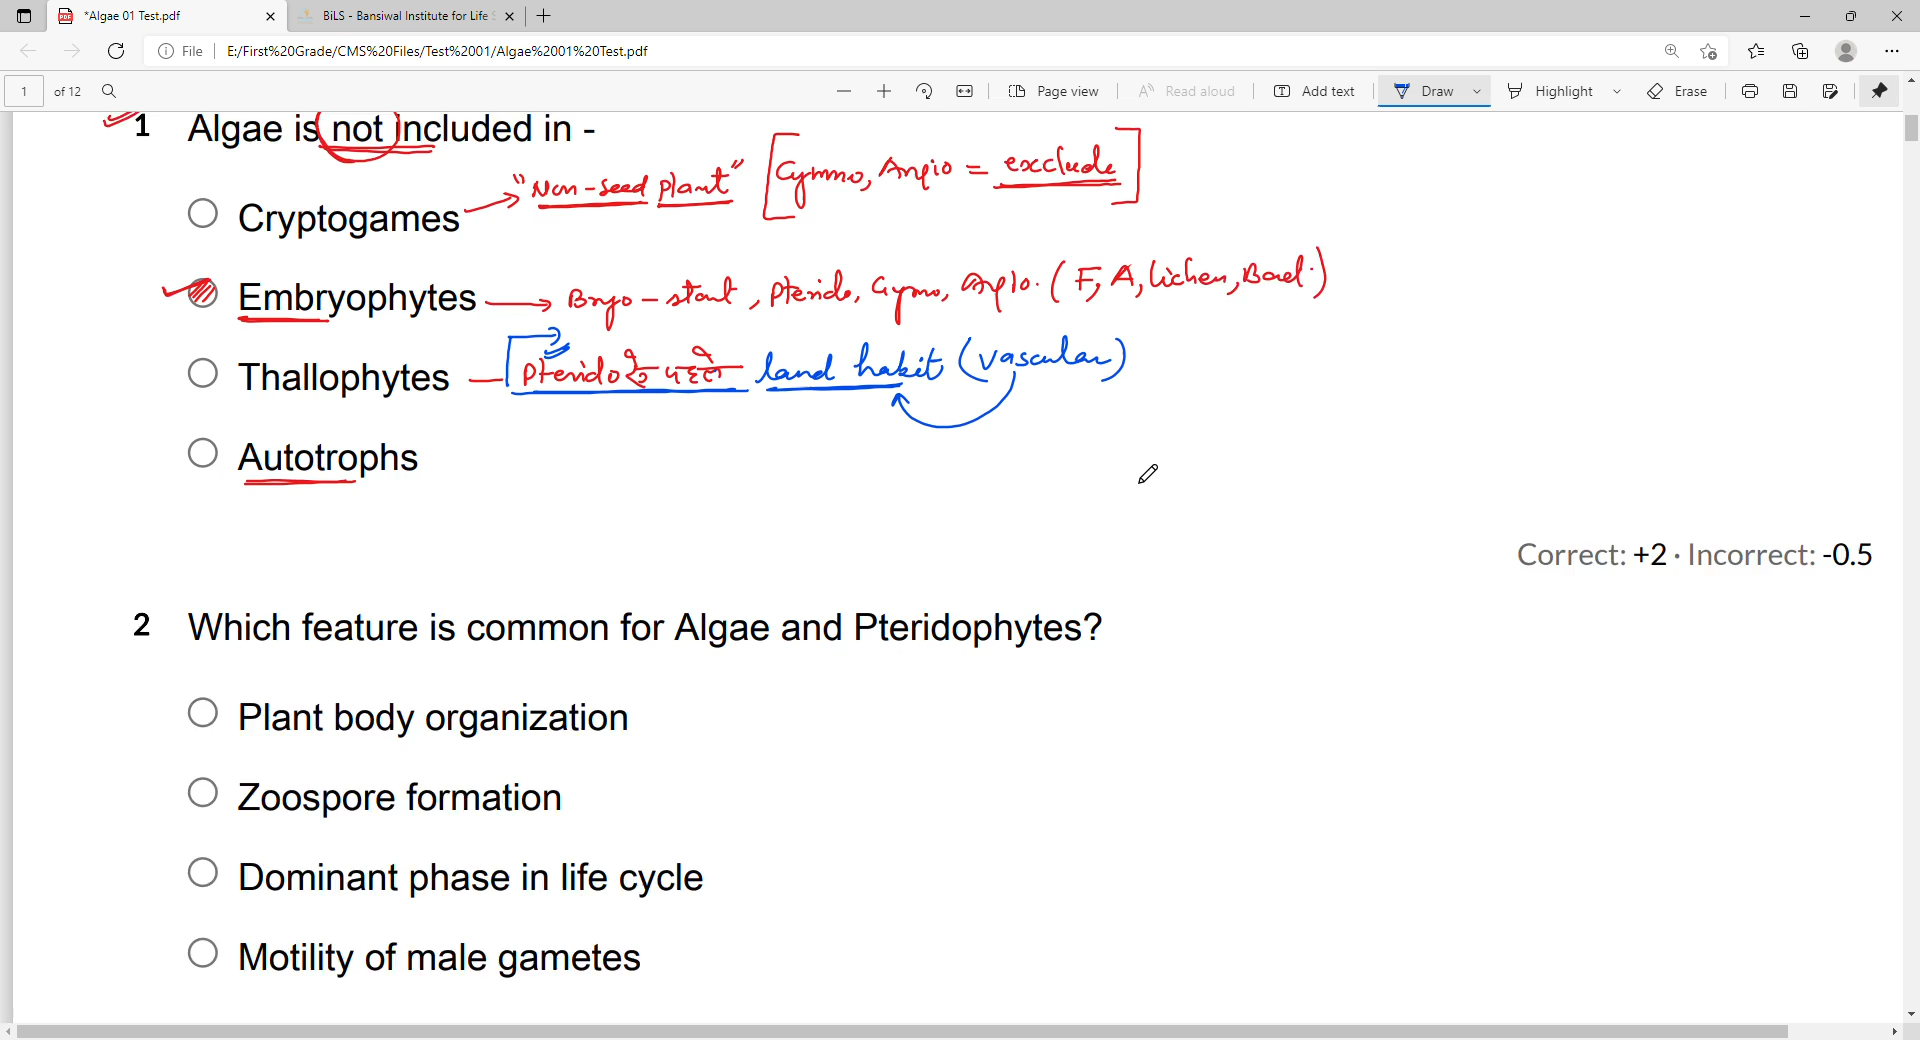 *Algae 01 Test.pdf
BiLS - Bansiwal Institute for Life S
File
E:/First%20Grade/CMS%20Files/Test%2001/Algae%2001%20Test.pdf
1 of 12
Page view
Read aloud
Add text
Draw
Highlight
Erase
1 Algae is not included in -
"Non-seed plant" [Gymno, Angio = exclude]
Cryptogames
Embryophytes Bryo-start, Pterido, Gymno, Angio. (F, A, Lichen, Bact.)
Thallophytes Pterido से पहले land habit (vascular)
Autotrophs
Correct: +2 · Incorrect: -0.5
2 Which feature is common for Algae and Pteridophytes?
Plant body organization
Zoospore formation
Dominant phase in life cycle
Motility of male gametes